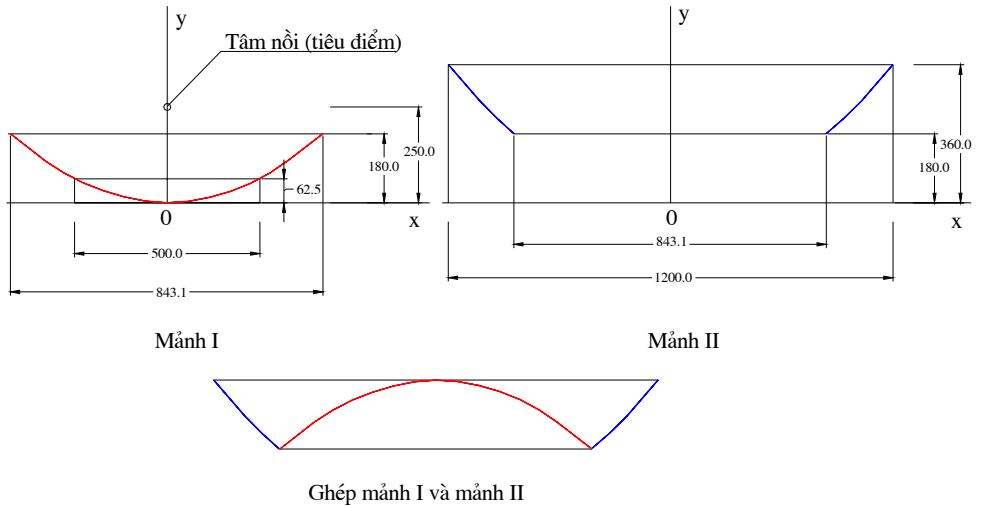 y
Tâm nồi (tiêu điểm)
250.0
180.0
62.5
0
x
500.0
843.1
Mảnh I
y
360.0
180.0
0
x
843.1
1200.0
Mảnh II
Ghép mảnh I và mảnh II